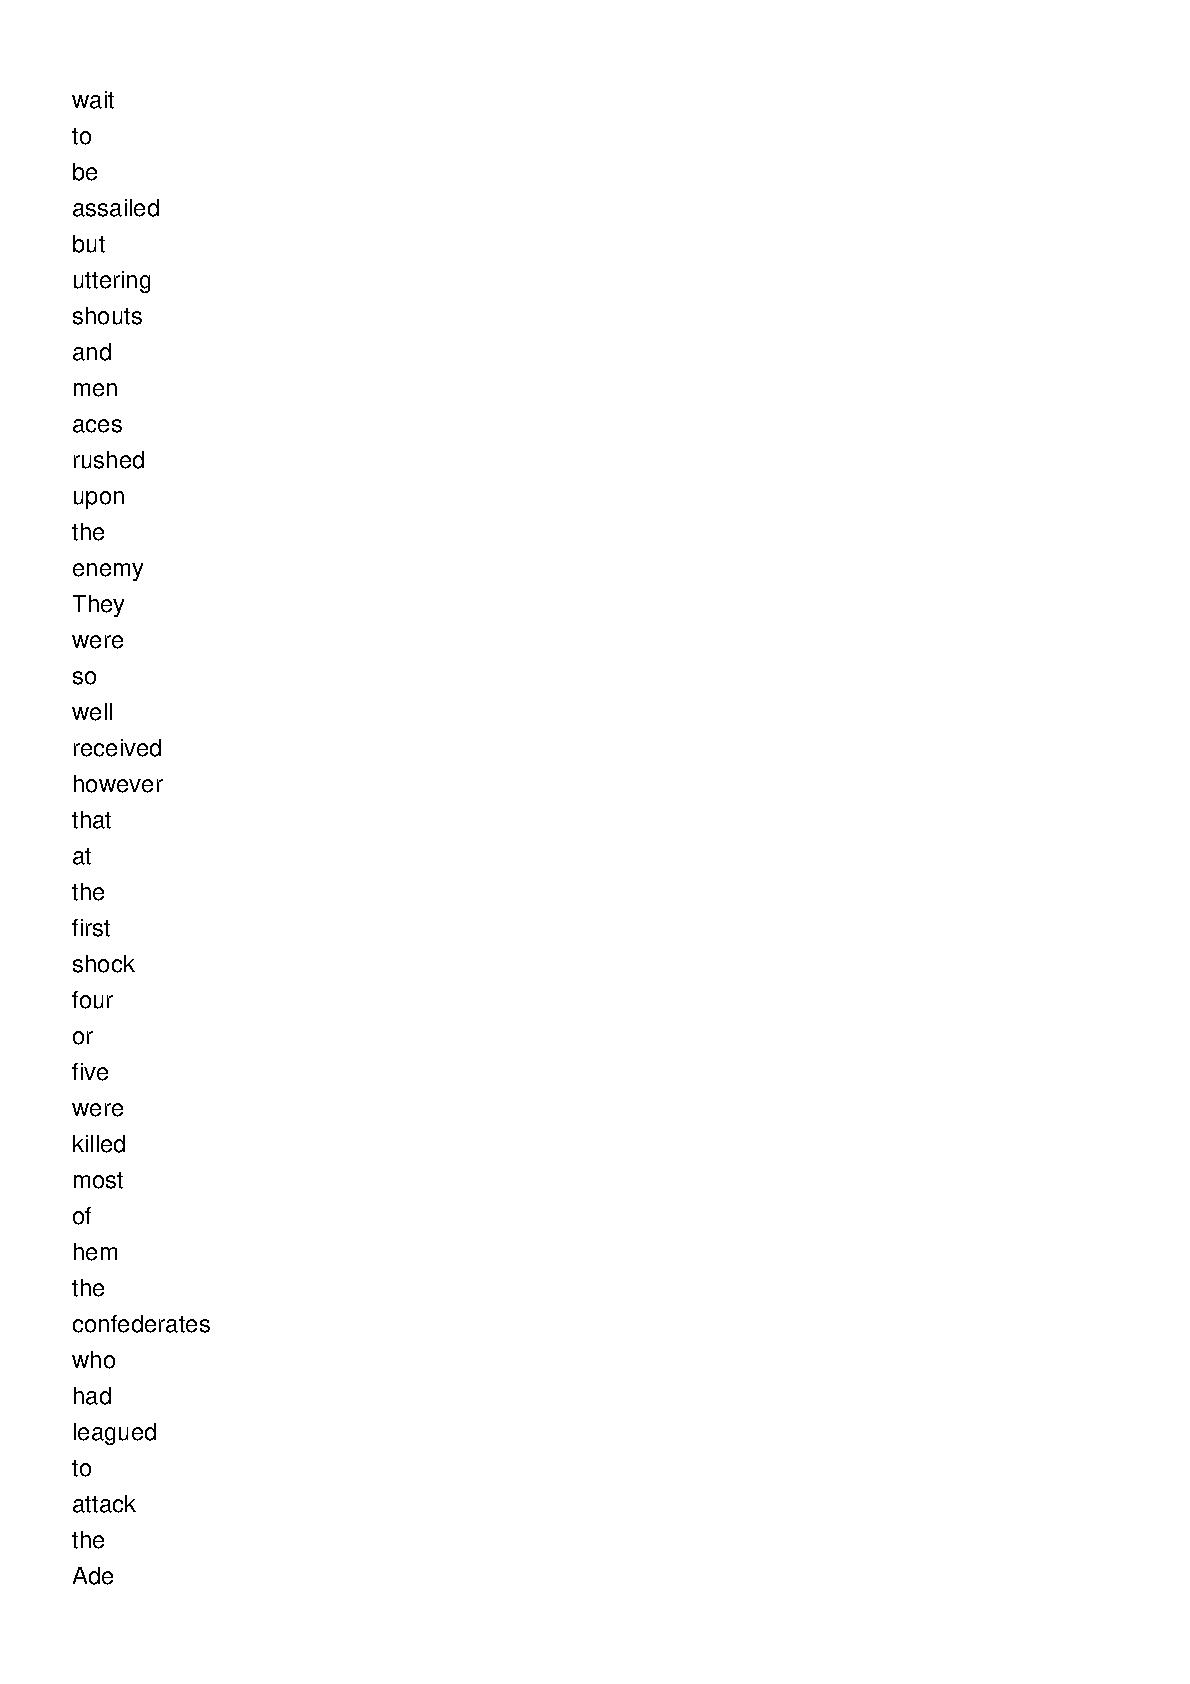 wait
to
be
assailed
but
uttering
shouts
and
men
aces
rushed
upon
the
enemy
They
were
so
well
received
however
that
at
the
first
shock
four
or
five
were
killed
most
of
hem
the
confederates
who
had
leagued
to
attack
the
Ade